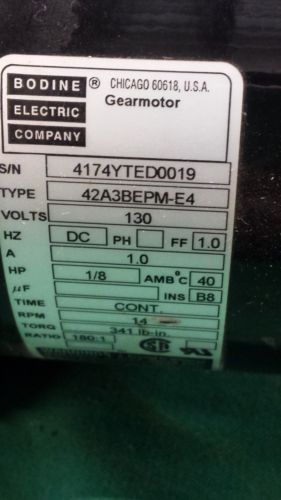 BODINE ® CHICAGO 60618, U.S.A.
ELECTRIC Gearmotor
COMPANY
S/N 4174YTED0019
TYPE 42A3BEPM-E4
VOLTS 130
HZ DC PH FF 1.0
A 1.0
HP 1/8 AMB°C 40
µF INS B8
TIME CONT.
RPM 14
TORQ 341 lb-in.
RATIO 180:1